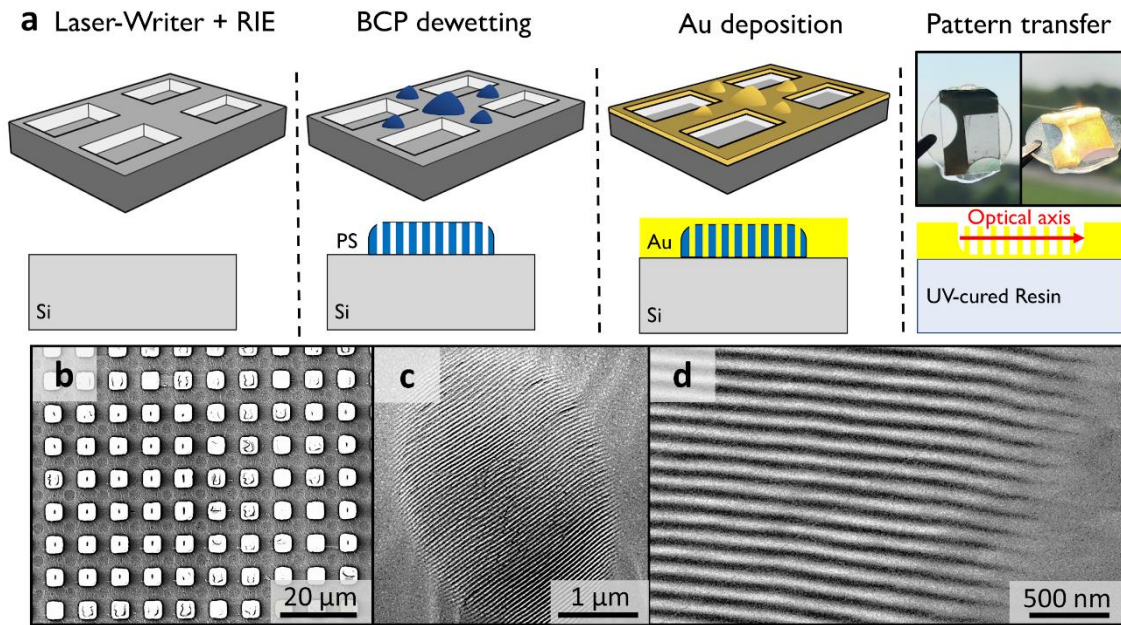 a Laser-Writer + RIE
BCP dewetting
Au deposition
Pattern transfer
PS
Si
Si
Au
Si
Optical axis
UV-cured Resin
b
20 μm
c
1 μm
d
500 nm